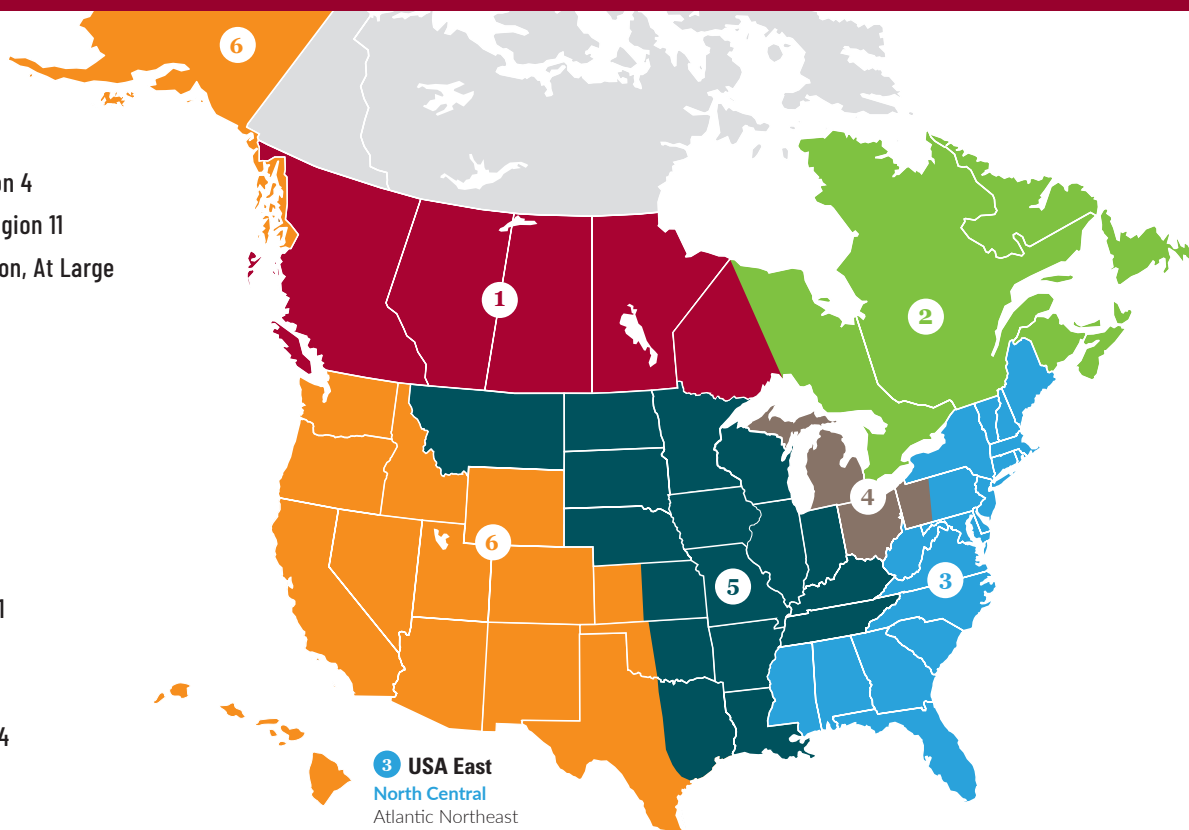 6
on 4
gion 11
on, At Large
1
2
4
6
5
3
1
4
3 USA East
North Central
Atlantic Northeast